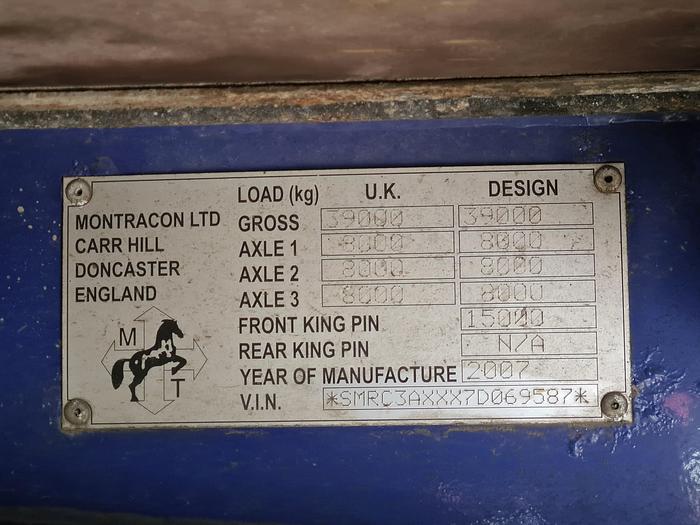 LOAD (kg) U.K. DESIGN
MONTRACON LTD
CARR HILL
DONCASTER
ENGLAND
M
T
GROSS 39000 39000
AXLE 1 8000 8000
AXLE 2 8000 8000
AXLE 3 8000 8000
FRONT KING PIN 15000
REAR KING PIN N/A
YEAR OF MANUFACTURE 2007
V.I.N. *SMRC3AXXX7D069587*